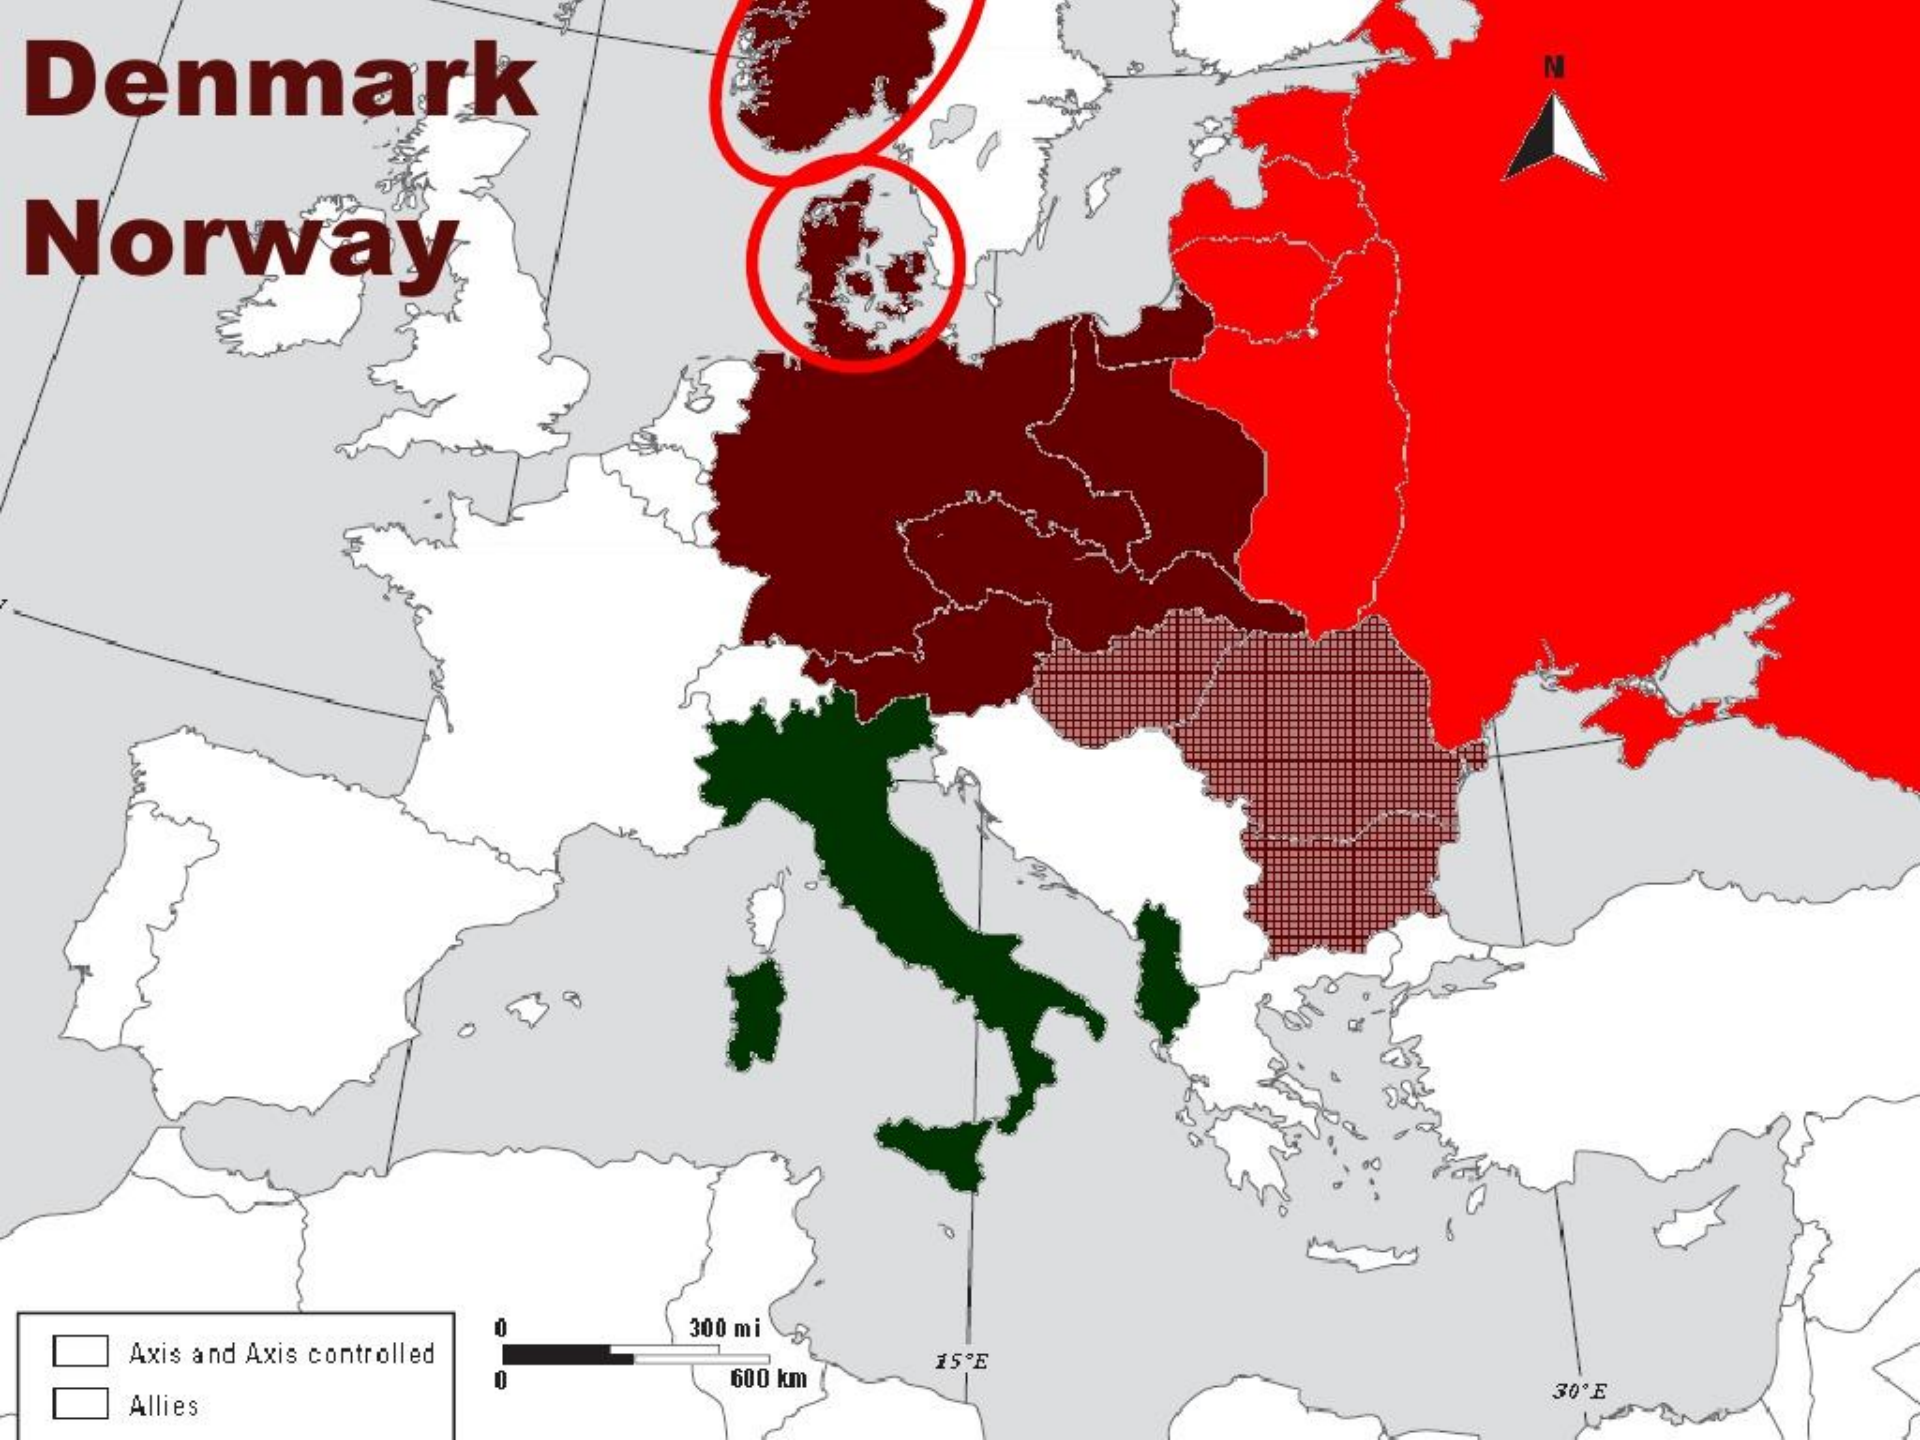 Denmark
Norway
N
Axis and Axis controlled
Allies
0 300 mi
0 600 km
15°E
30°E